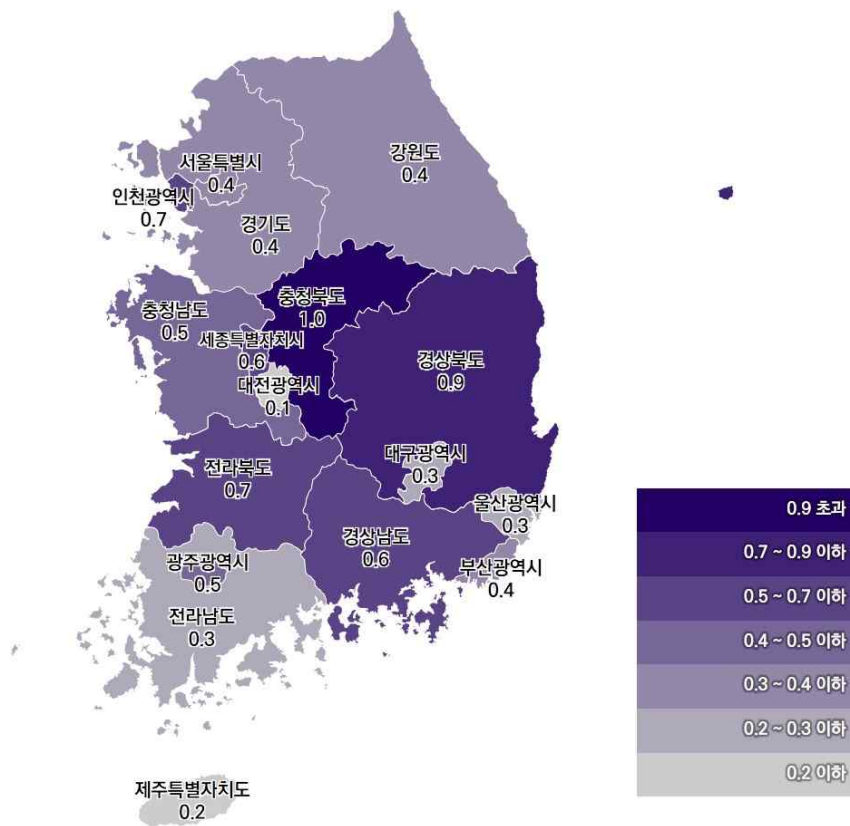 강원도
0.4
서울특별시
0.4
인천광역시
0.7
경기도
0.4
충청북도
1.0
충청남도
0.5
세종특별자치시
0.6
경상북도
0.9
대전광역시
0.1
대구광역시
0.3
전라북도
0.7
울산광역시
0.3
경상남도
0.6
광주광역시
0.5
부산광역시
0.4
전라남도
0.3
제주특별자치도
0.2
0.9 초과
0.7 ~ 0.9 이하
0.5 ~ 0.7 이하
0.4 ~ 0.5 이하
0.3 ~ 0.4 이하
0.2 ~ 0.3 이하
0.2 이하